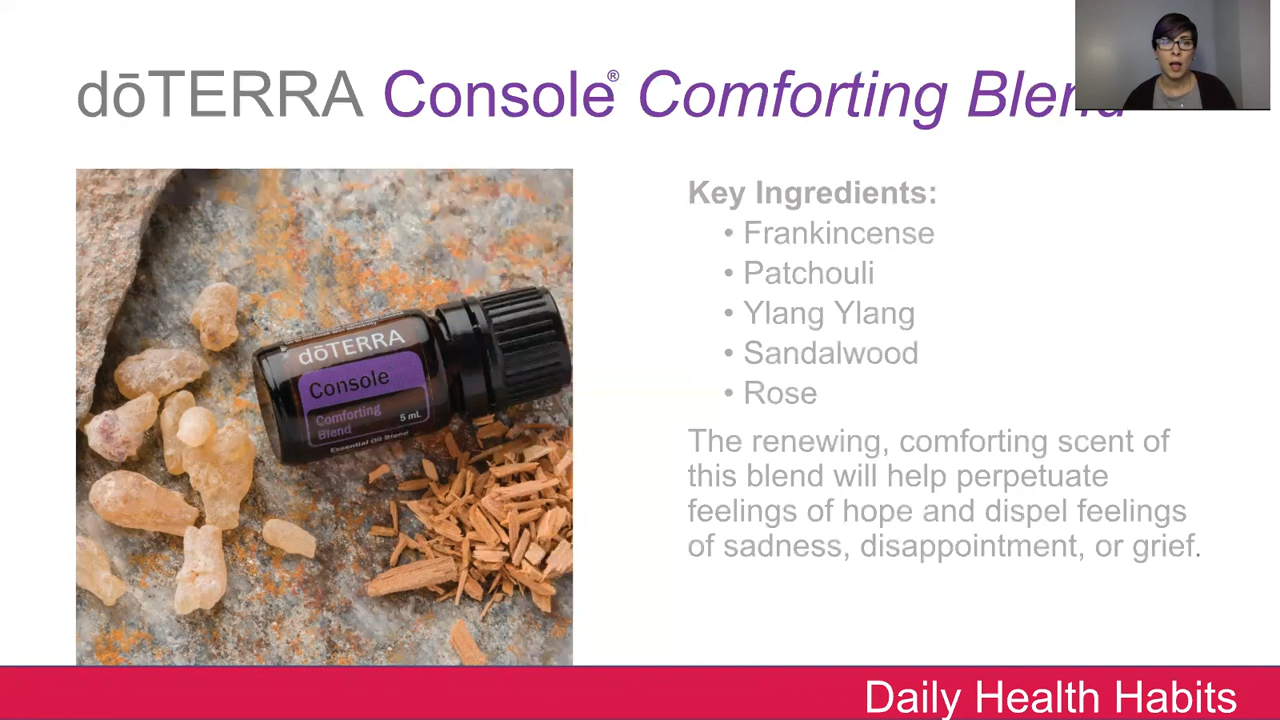 dōTERRA Console® Comforting Blend
Key Ingredients:
• Frankincense
• Patchouli
• Ylang Ylang
• Sandalwood
• Rose
The renewing, comforting scent of
this blend will help perpetuate
feelings of hope and dispel feelings
of sadness, disappointment, or grief.
dōTERRA
Console
Comforting
Blend
5 mL
Essential Oil Blend
Daily Health Habits